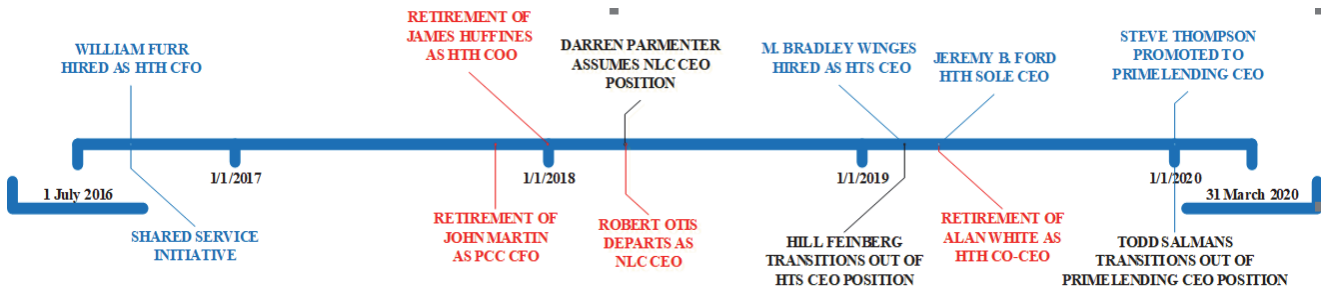 WILLIAM FURR
HIRED AS HTH CFO
RETIREMENT OF
JAMES HUFFINES
AS HTH COO
DARREN PARMENTER
ASSUMES NLC CEO
POSITION
M. BRADLEY WINGES
HIRED AS HTS CEO
JEREMY B. FORD
HTH SOLE CEO
STEVE THOMPSON
PROMOTED TO
PRIMELENDING CEO
1 July 2016
1/1/2017
1/1/2018
1/1/2019
1/1/2020
31 March 2020
SHARED SERVICE
INITIATIVE
RETIREMENT OF
JOHN MARTIN
AS PCC CFO
ROBERT OTIS
DEPARTS AS
NLC CEO
HILL FEINBERG
TRANSITIONS OUT OF
HTS CEO POSITION
RETIREMENT OF
ALAN WHITE AS
HTH CO-CEO
TODD SALMANS
TRANSITIONS OUT OF
PRIMELENDING CEO POSITION